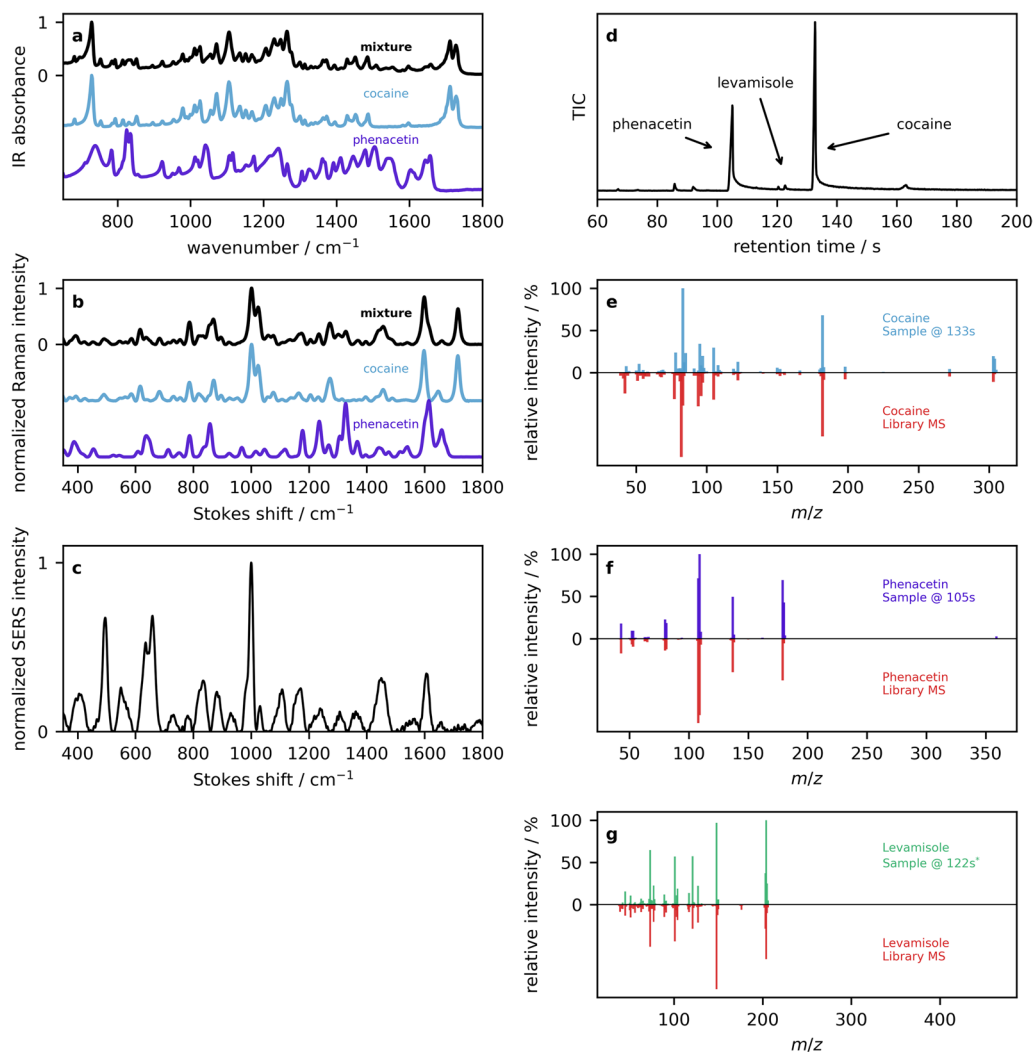 a
mixture
cocaine
phenacetin
1
0
IR absorbance
800 1000 1200 1400 1600 1800
wavenumber / cm⁻¹
b
mixture
cocaine
phenacetin
1
0
normalized Raman intensity
400 600 800 1000 1200 1400 1600 1800
Stokes shift / cm⁻¹
c
1
0
normalized SERS intensity
400 600 800 1000 1200 1400 1600 1800
Stokes shift / cm⁻¹
d
levamisole
phenacetin
cocaine
TIC
60 80 100 120 140 160 180 200
retention time / s
e
Cocaine
Sample @ 133s
Cocaine
Library MS
100
50
0
relative intensity / %
50 100 150 200 250 300
m/z
f
Phenacetin
Sample @ 105s
Phenacetin
Library MS
100
50
0
relative intensity / %
50 100 150 200 250 300 350
m/z
g
Levamisole
Sample @ 122s*
Levamisole
Library MS
100
50
0
relative intensity / %
100 200 300 400
m/z